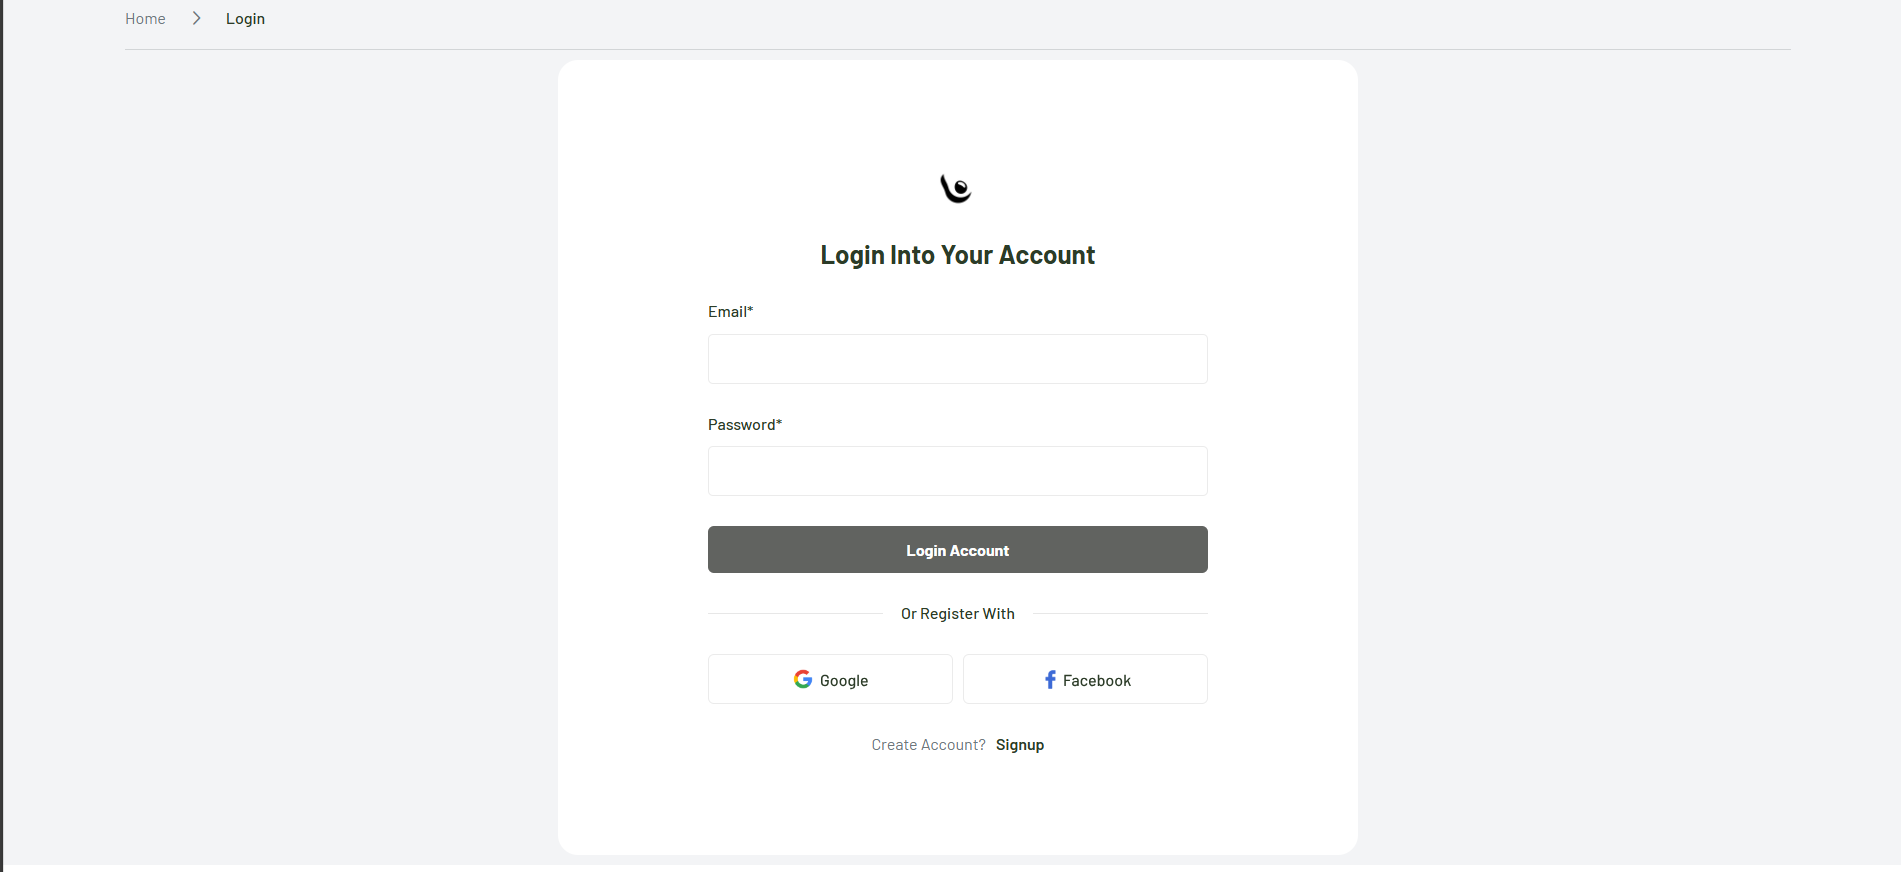 Home > Login
Login Into Your Account
Email*
Password*
Login Account
Or Register With
Google Facebook
Create Account? Signup